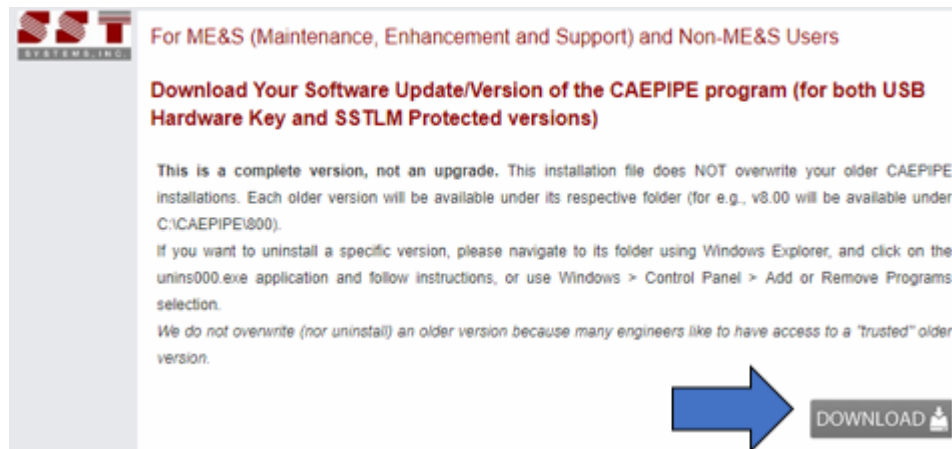 SST
SYSTEMS, INC.
For ME&S (Maintenance, Enhancement and Support) and Non-ME&S Users
Download Your Software Update/Version of the CAEPIPE program (for both USB
Hardware Key and SSTLM Protected versions)
This is a complete version, not an upgrade. This installation file does NOT overwrite your older CAEPIPE
installations. Each older version will be available under its respective folder (for e.g., v8.00 will be available under
C:\CAEPIPE\800).
If you want to uninstall a specific version, please navigate to its folder using Windows Explorer, and click on the
unins000.exe application and follow instructions, or use Windows > Control Panel > Add or Remove Programs
selection.
We do not overwrite (nor uninstall) an older version because many engineers like to have access to a "trusted" older
version.
DOWNLOAD